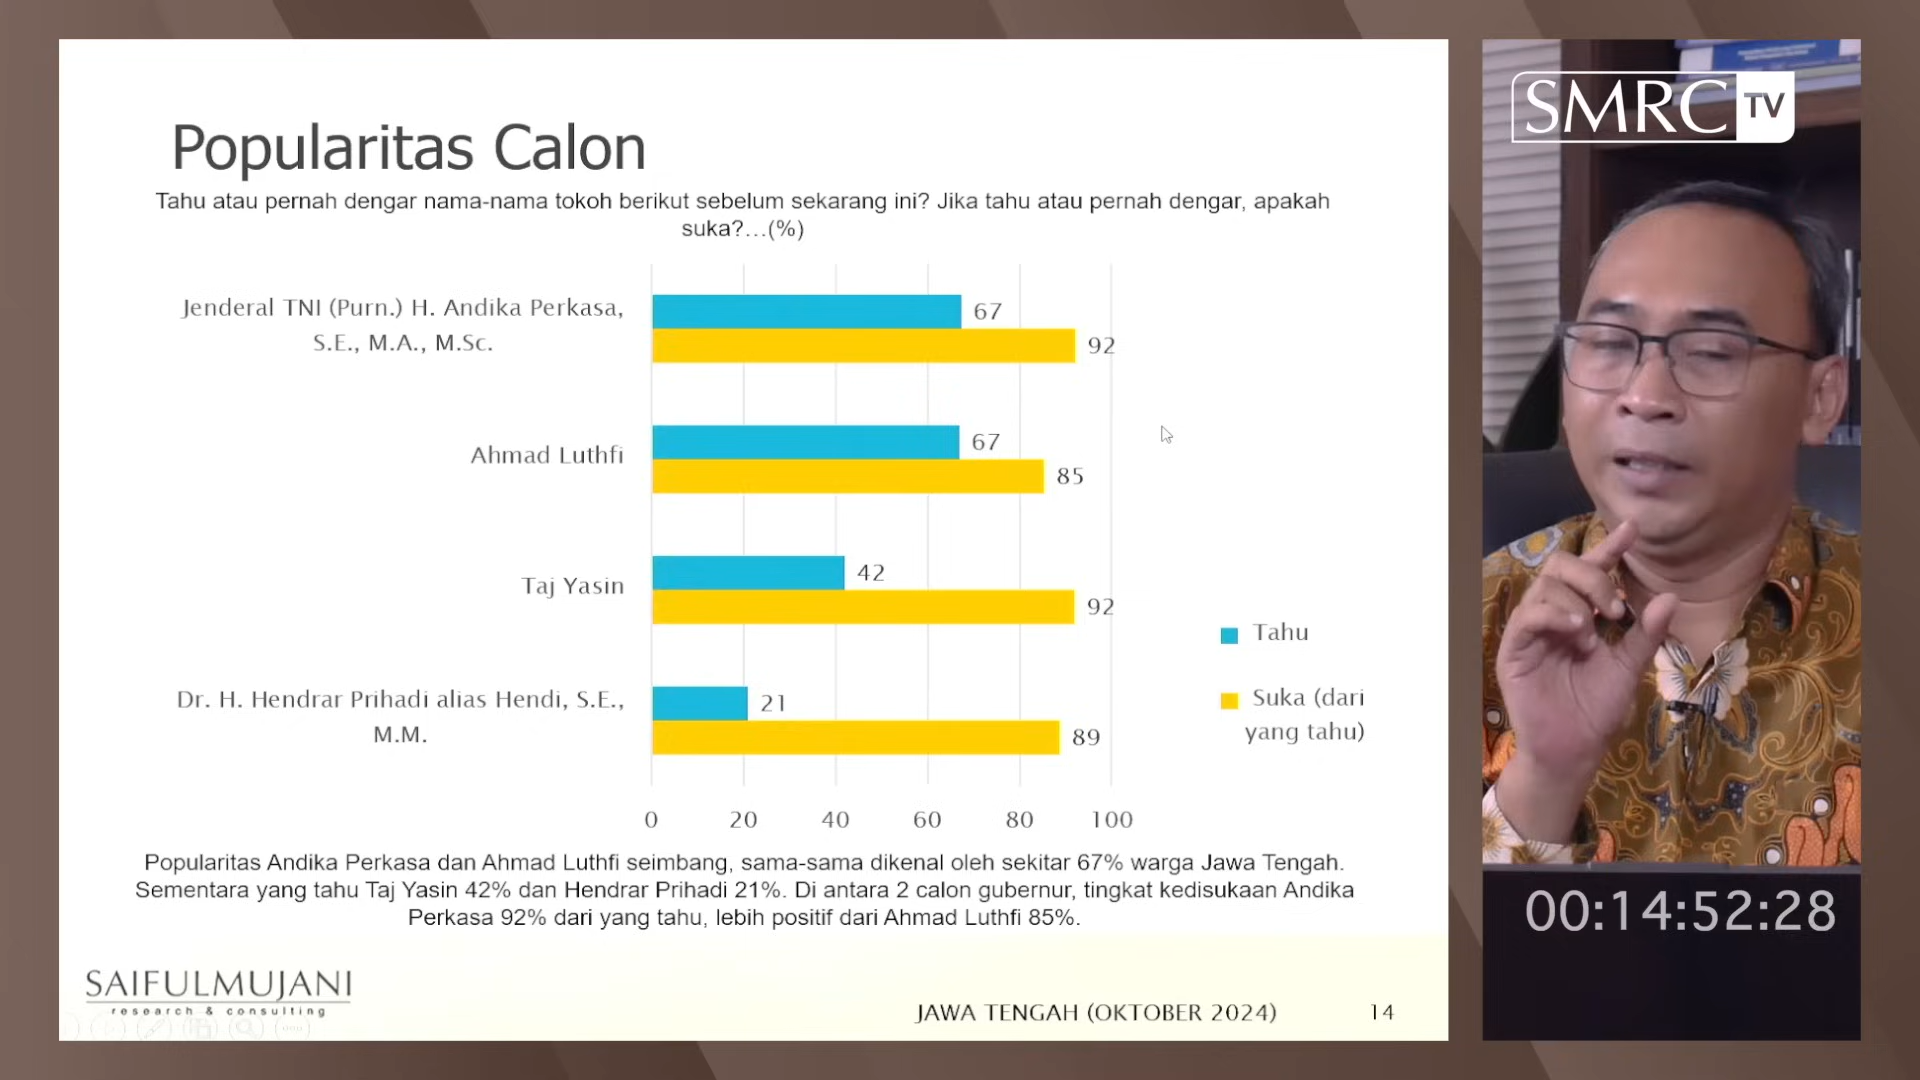 Popularitas Calon
Tahu atau pernah dengar nama-nama tokoh berikut sebelum sekarang ini? Jika tahu atau pernah dengar, apakah
suka?...(%)
Jenderal TNI (Purn.) H. Andika Perkasa,
S.E., M.A., M.Sc.
67
92
Ahmad Luthfi
67
85
Taj Yasin
42
92
Dr. H. Hendrar Prihadi alias Hendi, S.E.,
M.M.
21
89
0 20 40 60 80 100
Tahu
Suka (dari
yang tahu)
Popularitas Andika Perkasa dan Ahmad Luthfi seimbang, sama-sama dikenal oleh sekitar 67% warga Jawa Tengah.
Sementara yang tahu Taj Yasin 42% dan Hendrar Prihadi 21%. Di antara 2 calon gubernur, tingkat kedisukaan Andika
Perkasa 92% dari yang tahu, lebih positif dari Ahmad Luthfi 85%.
SAIFULMUJANI
research & consulting
JAWA TENGAH (OKTOBER 2024)
14
SMRC TV
00:14:52:28